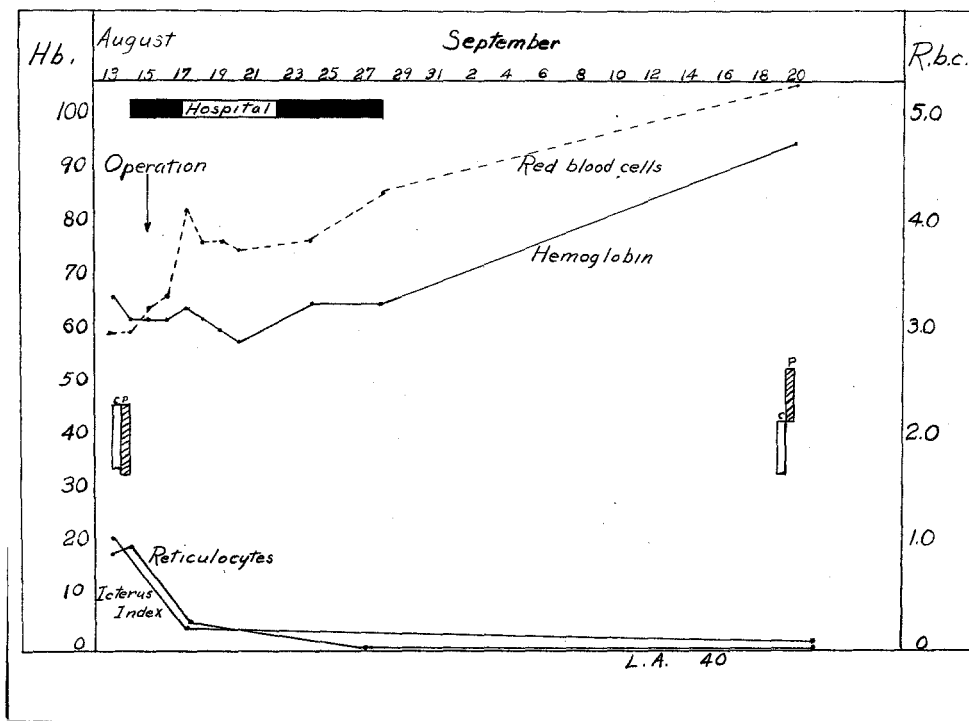 Hb. August September R.b.c.
13 15 17 19 21 23 25 27 29 31 2 4 6 8 10 12 14 16 18 20
100 Hospital 5.0
90 Operation Red blood cells
80 4.0
Hemoglobin
70
60 3.0
50 P
C P C
40 2.0
30
20 Reticulocytes 1.0
10 Icterus
Index
0 0
L.A. 40